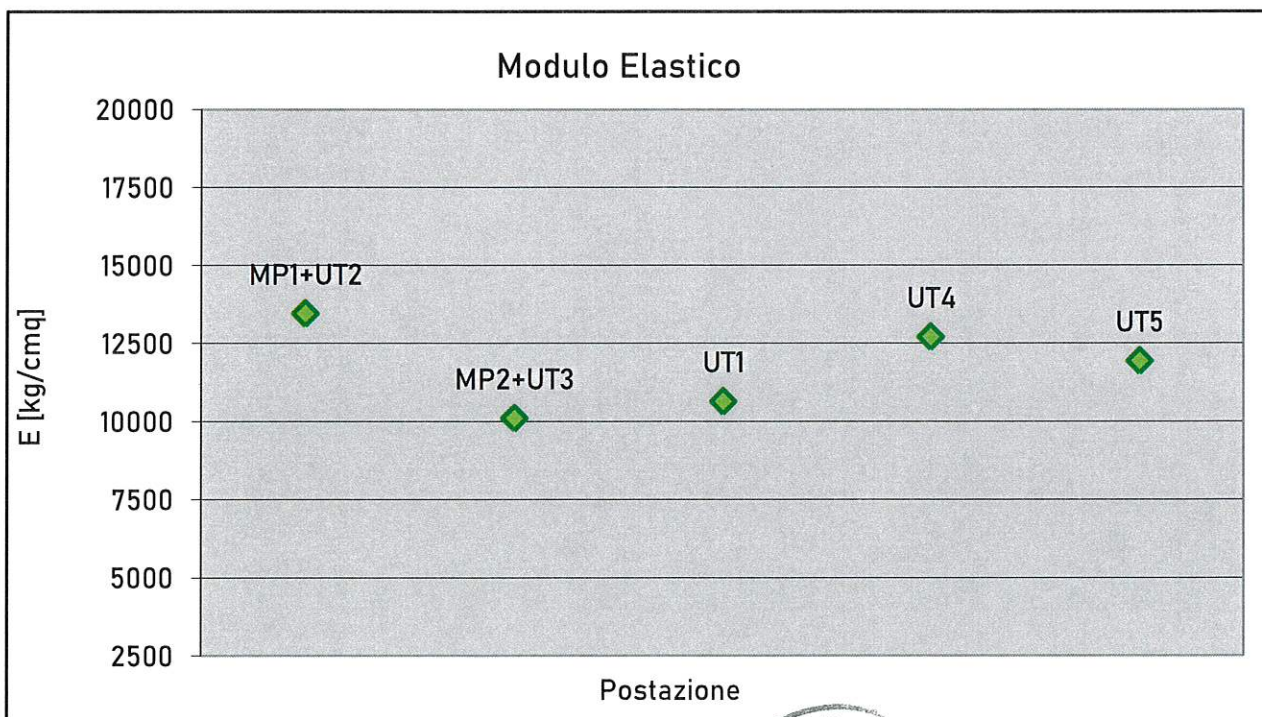 Modulo Elastico
20000
17500
15000
12500
10000
7500
5000
2500
E [kg/cmq]
MP1+UT2
MP2+UT3
UT1
UT4
UT5
Postazione